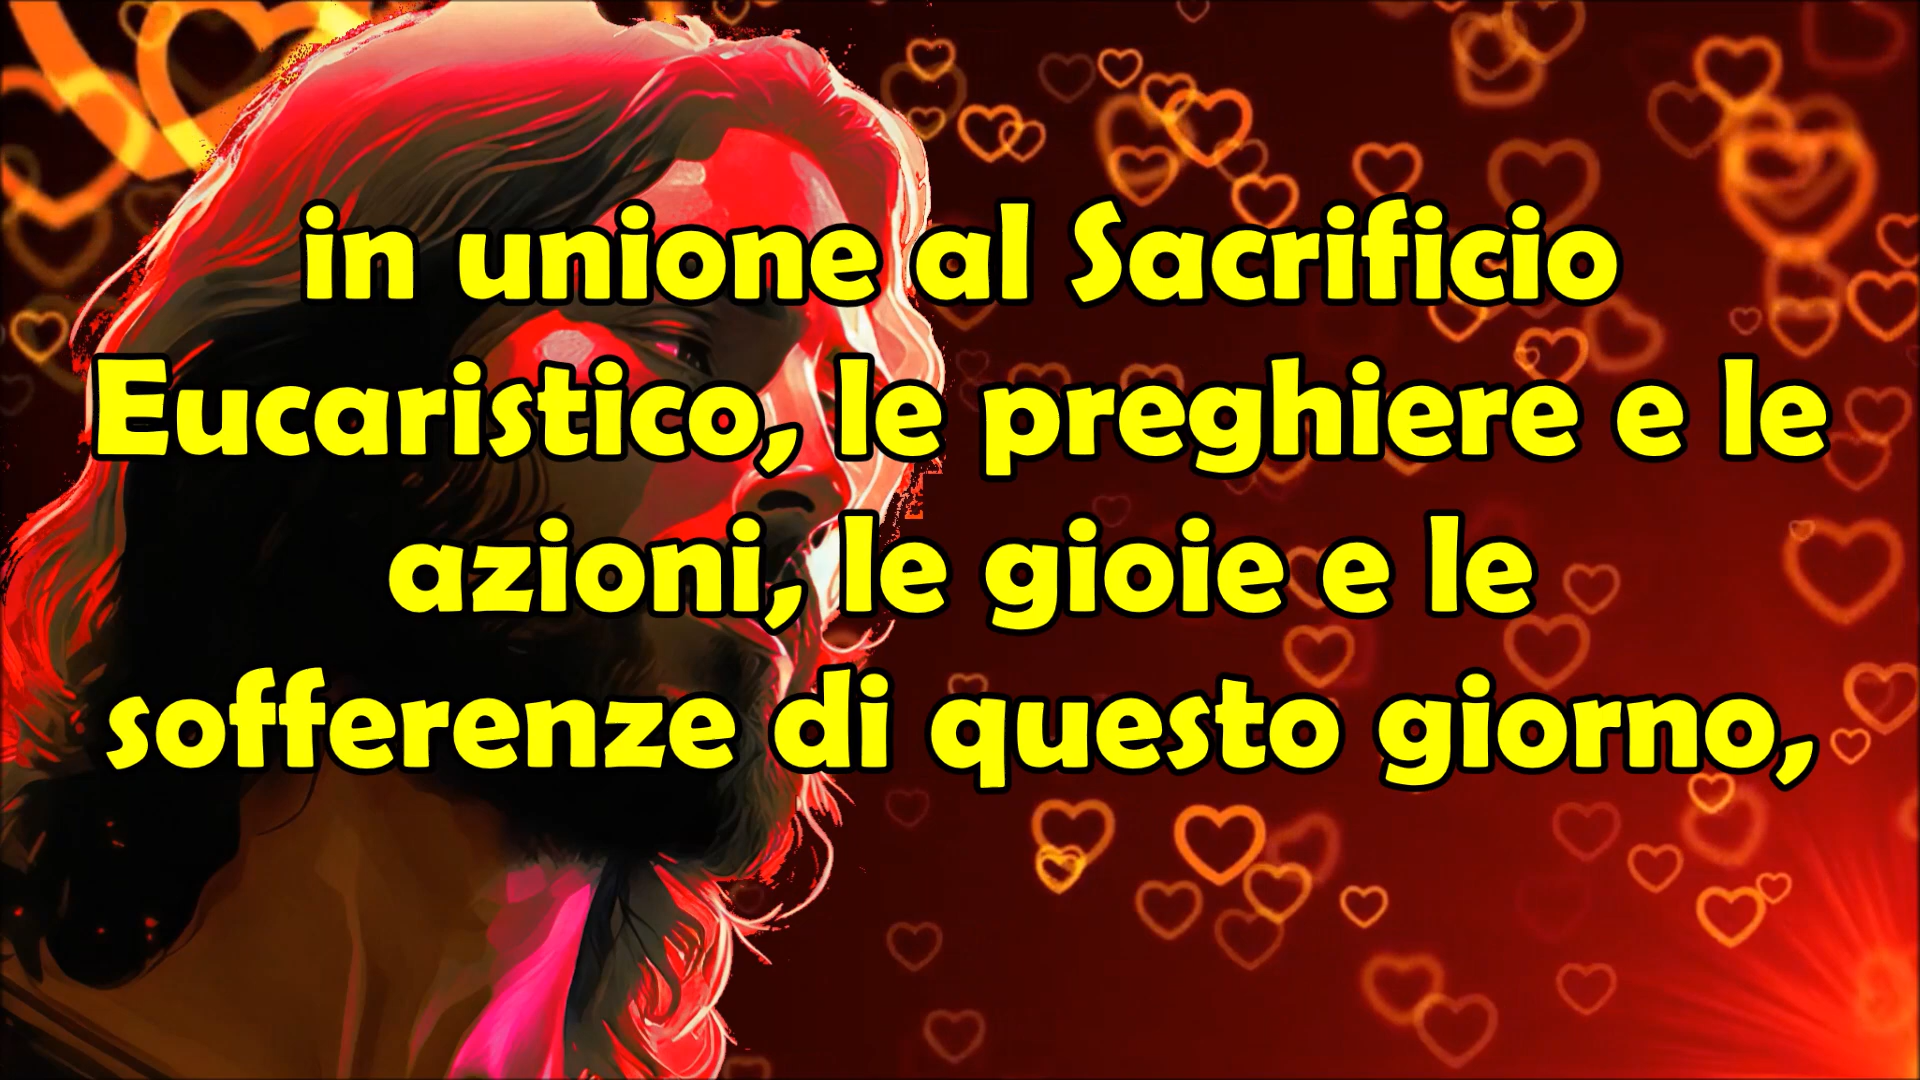 in unione al Sacrificio
Eucaristico, le preghiere e le
azioni, le gioie e le
sofferenze di questo giorno,